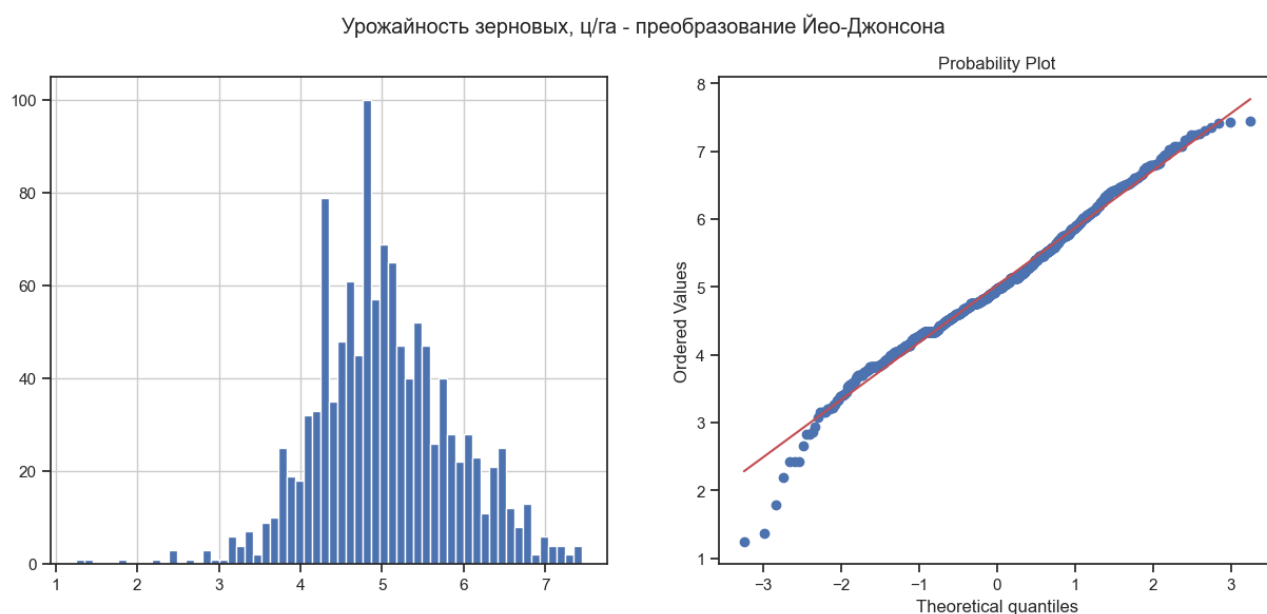 Урожайность зерновых, ц/га - преобразование Йео-Джонсона
100
80
60
40
20
0
1 2 3 4 5 6 7
Probability Plot
Ordered Values
8
7
6
5
4
3
2
1
−3 −2 −1 0 1 2 3
Theoretical quantiles